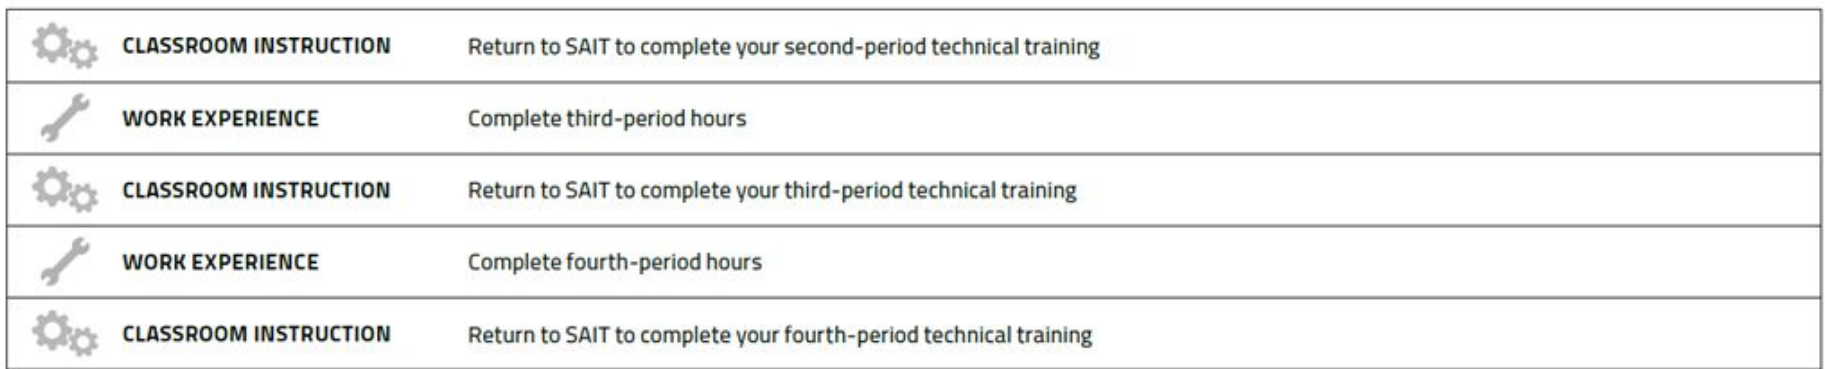 CLASSROOM INSTRUCTION Return to SAIT to complete your second-period technical training
WORK EXPERIENCE Complete third-period hours
CLASSROOM INSTRUCTION Return to SAIT to complete your third-period technical training
WORK EXPERIENCE Complete fourth-period hours
CLASSROOM INSTRUCTION Return to SAIT to complete your fourth-period technical training